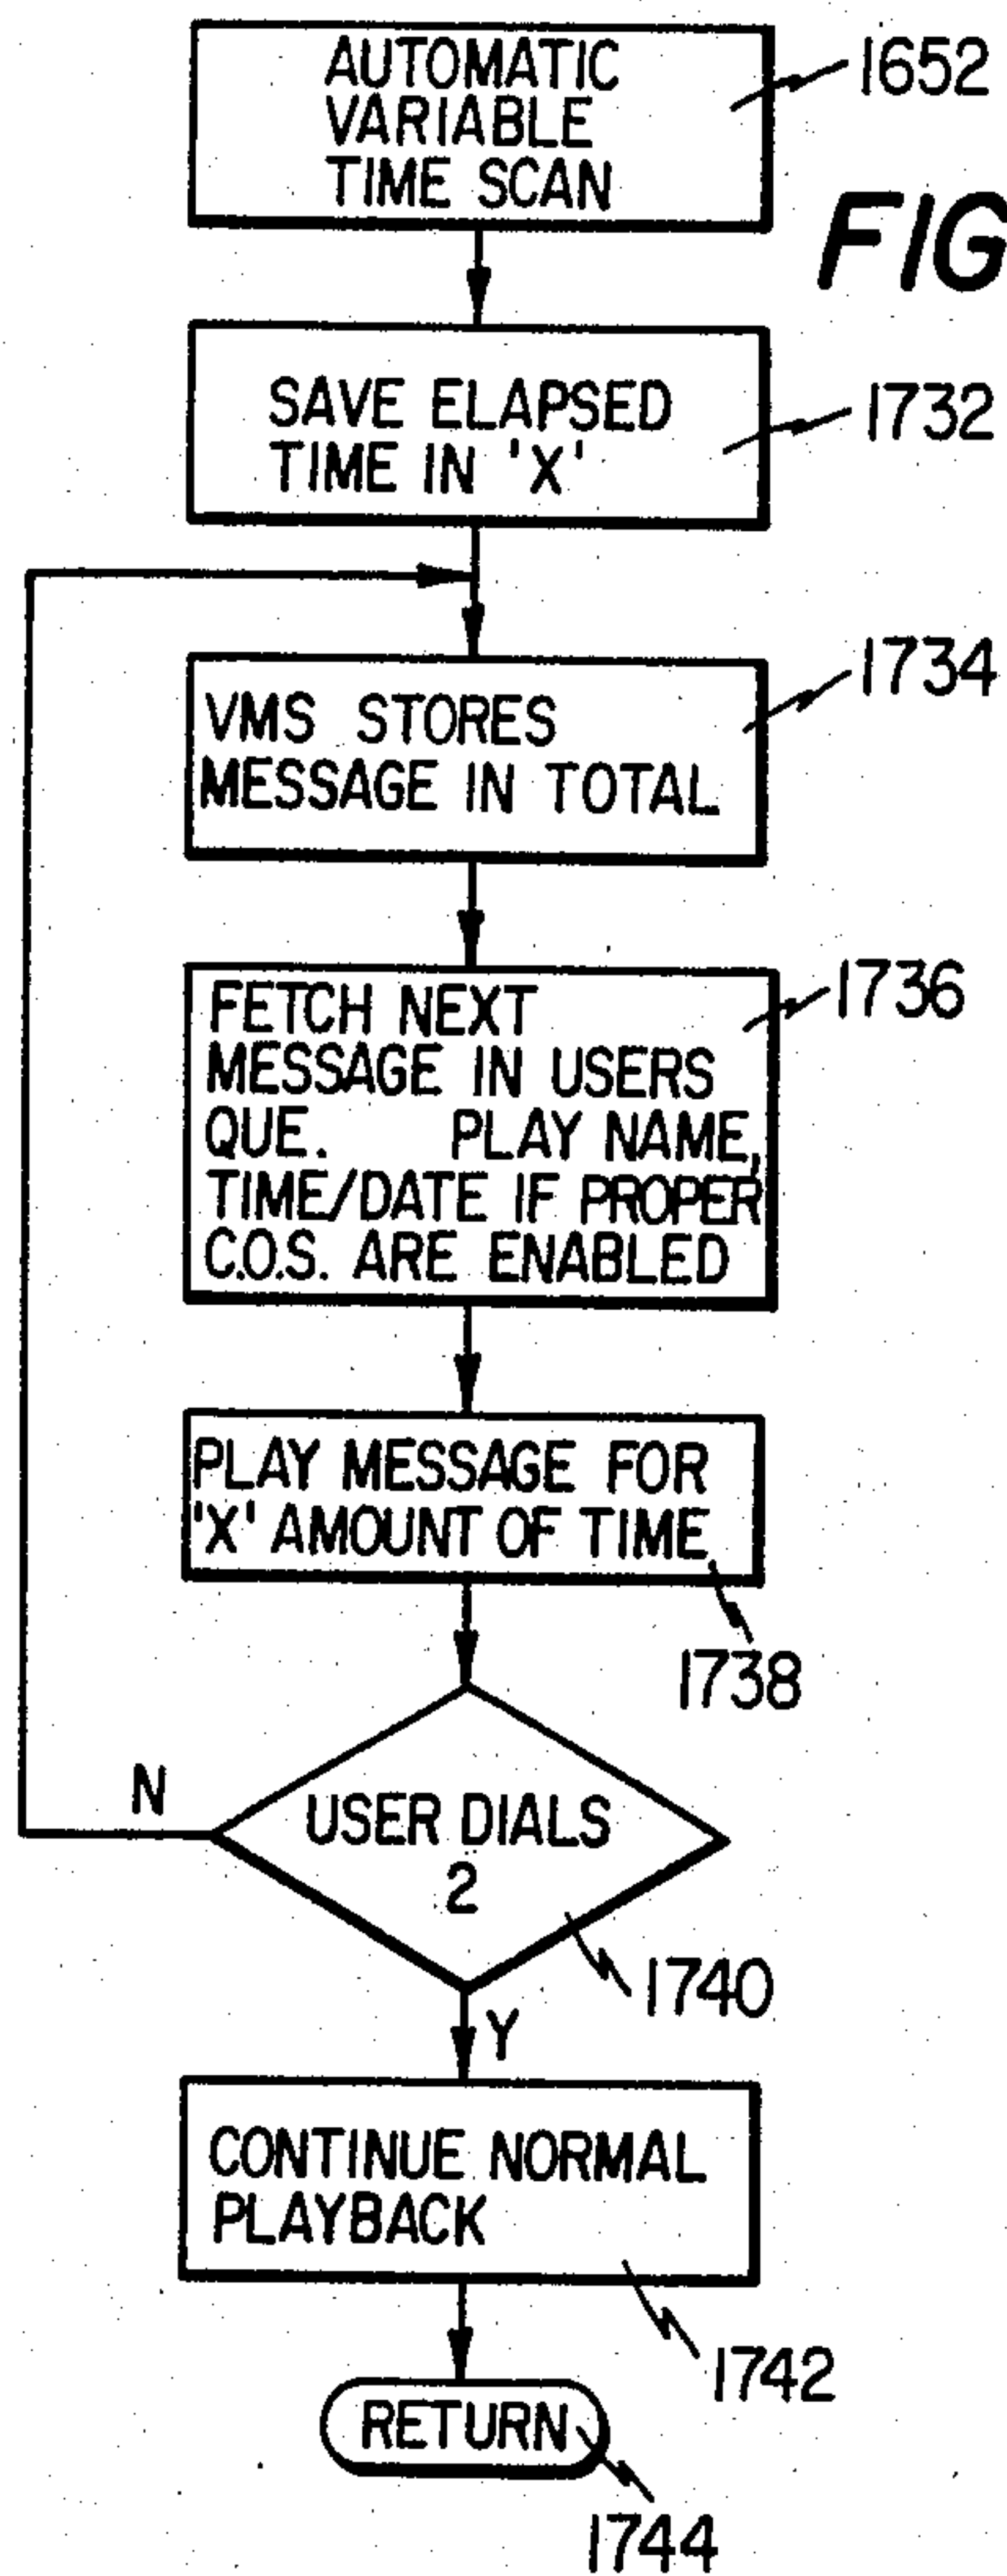 AUTOMATIC
VARIABLE
TIME SCAN
1652
FIG
SAVE ELAPSED
TIME IN 'X'
1732
VMS STORES
MESSAGE IN TOTAL
1734
FETCH NEXT
MESSAGE IN USERS
QUE. PLAY NAME,
TIME/DATE IF PROPER
C.O.S. ARE ENABLED
1736
PLAY MESSAGE FOR
'X' AMOUNT OF TIME
1738
N
USER DIALS
2
1740
Y
CONTINUE NORMAL
PLAYBACK
1742
RETURN
1744